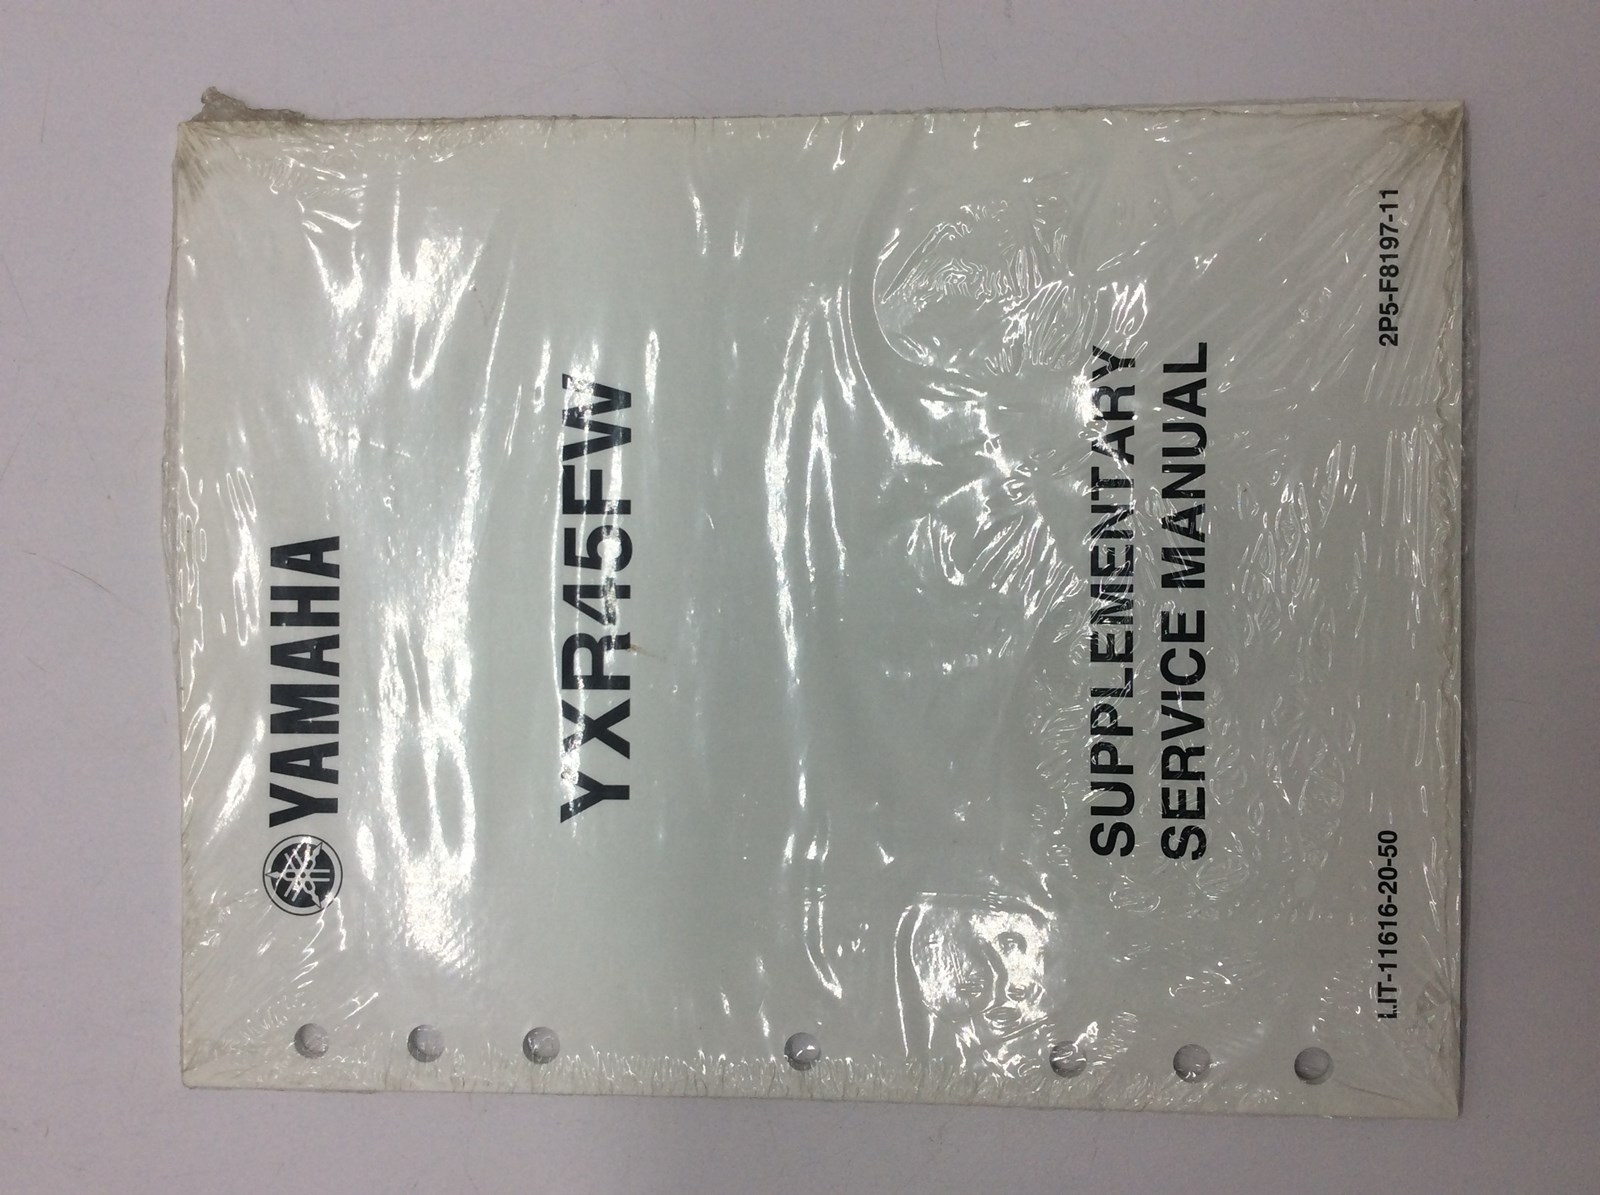 YAMAHA
YXR45FW
SUPPLEMENTARY
SERVICE MANUAL
LIT-11616-20-50
2P5-F8197-11